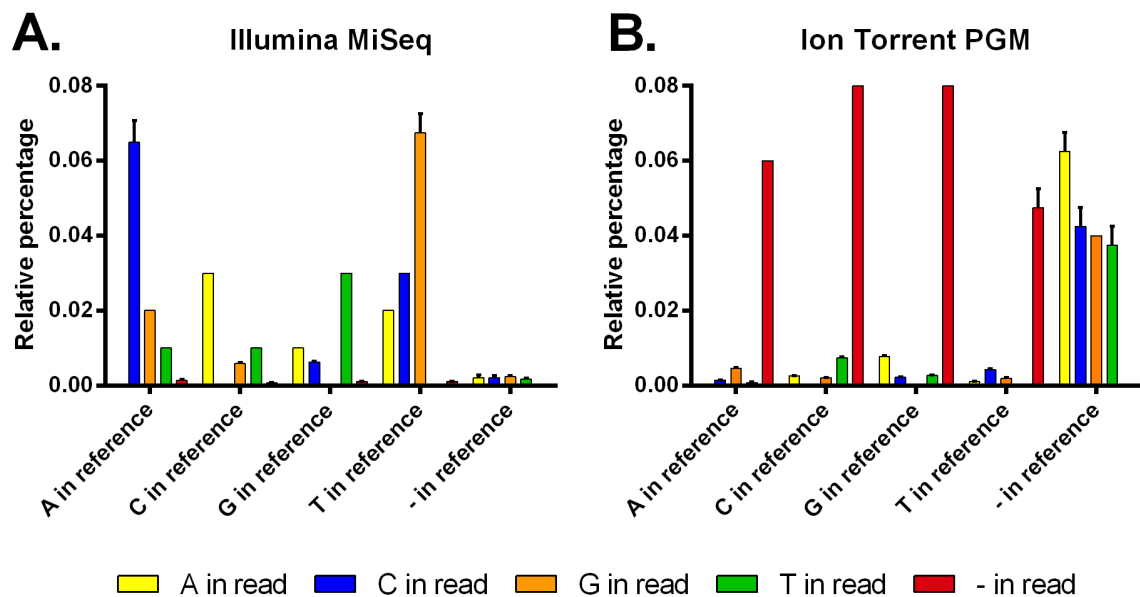 A. Illumina MiSeq
Relative percentage
0.08
0.06
0.04
0.02
0.00
A in reference
C in reference
G in reference
T in reference
- in reference
B. Ion Torrent PGM
Relative percentage
0.08
0.06
0.04
0.02
0.00
A in reference
C in reference
G in reference
T in reference
- in reference
A in read C in read G in read T in read - in read